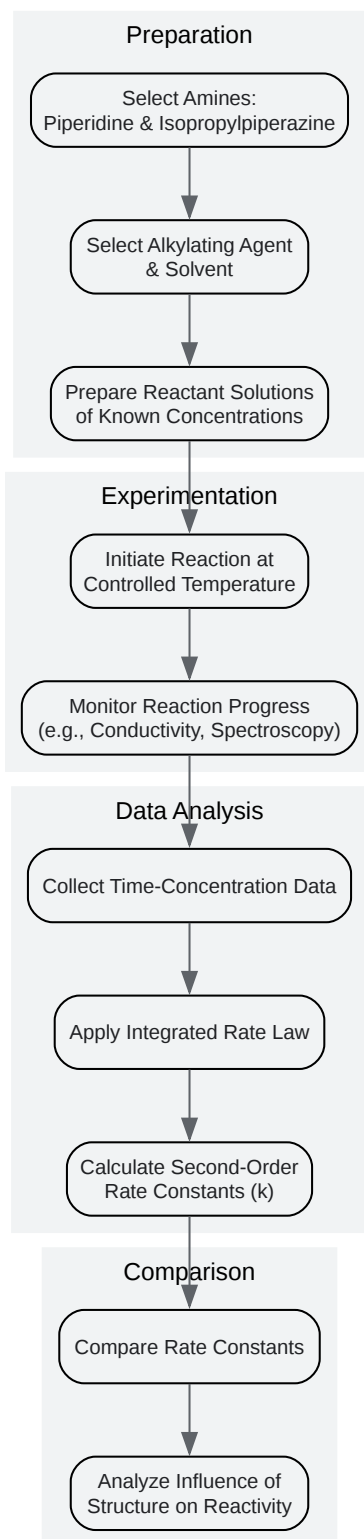 Preparation
Select Amines:
Piperidine & Isopropylpiperazine
Select Alkylating Agent
& Solvent
Prepare Reactant Solutions
of Known Concentrations
Experimentation
Initiate Reaction at
Controlled Temperature
Monitor Reaction Progress
(e.g., Conductivity, Spectroscopy)
Data Analysis
Collect Time-Concentration Data
Apply Integrated Rate Law
Calculate Second-Order
Rate Constants (k)
Comparison
Compare Rate Constants
Analyze Influence of
Structure on Reactivity